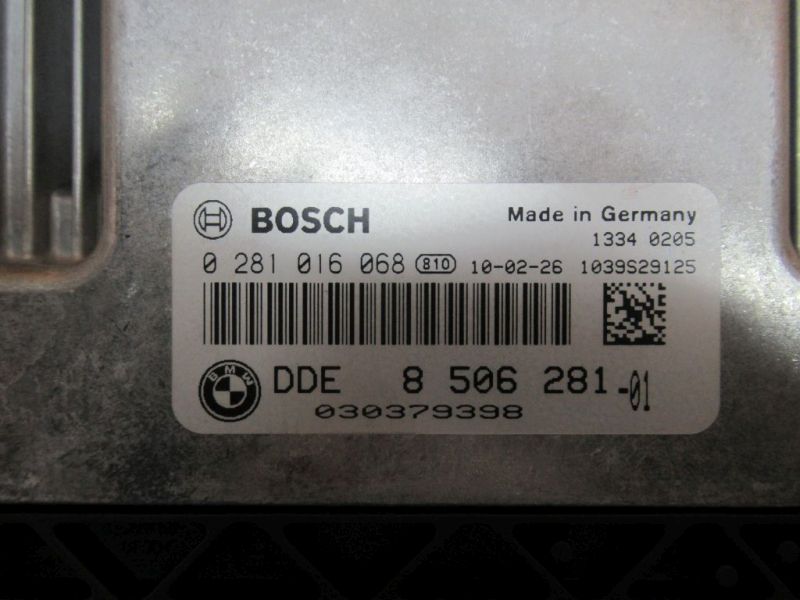 BOSCH Made in Germany
1334 0205
0 281 016 068 810 10-02-26 1039S29125
BMW DDE 8 506 281-01
030379398